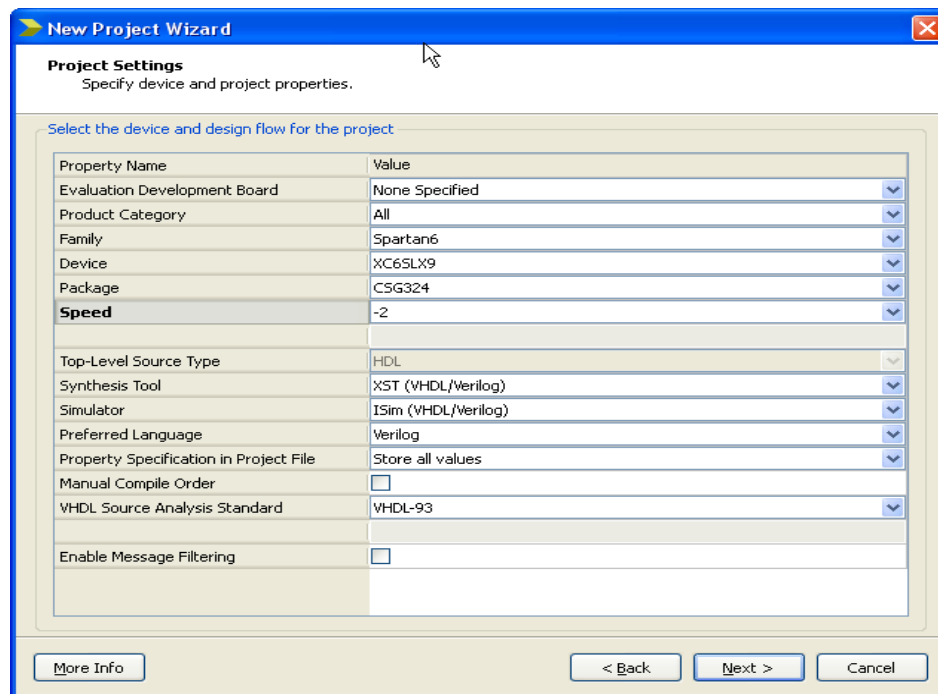 New Project Wizard
Project Settings
Specify device and project properties.
Select the device and design flow for the project
Property Name Value
Evaluation Development Board None Specified
Product Category All
Family Spartan6
Device XC6SLX9
Package CSG324
Speed -2
Top-Level Source Type HDL
Synthesis Tool XST (VHDL/Verilog)
Simulator ISim (VHDL/Verilog)
Preferred Language Verilog
Property Specification in Project File Store all values
Manual Compile Order
VHDL Source Analysis Standard VHDL-93
Enable Message Filtering
More Info < Back Next > Cancel